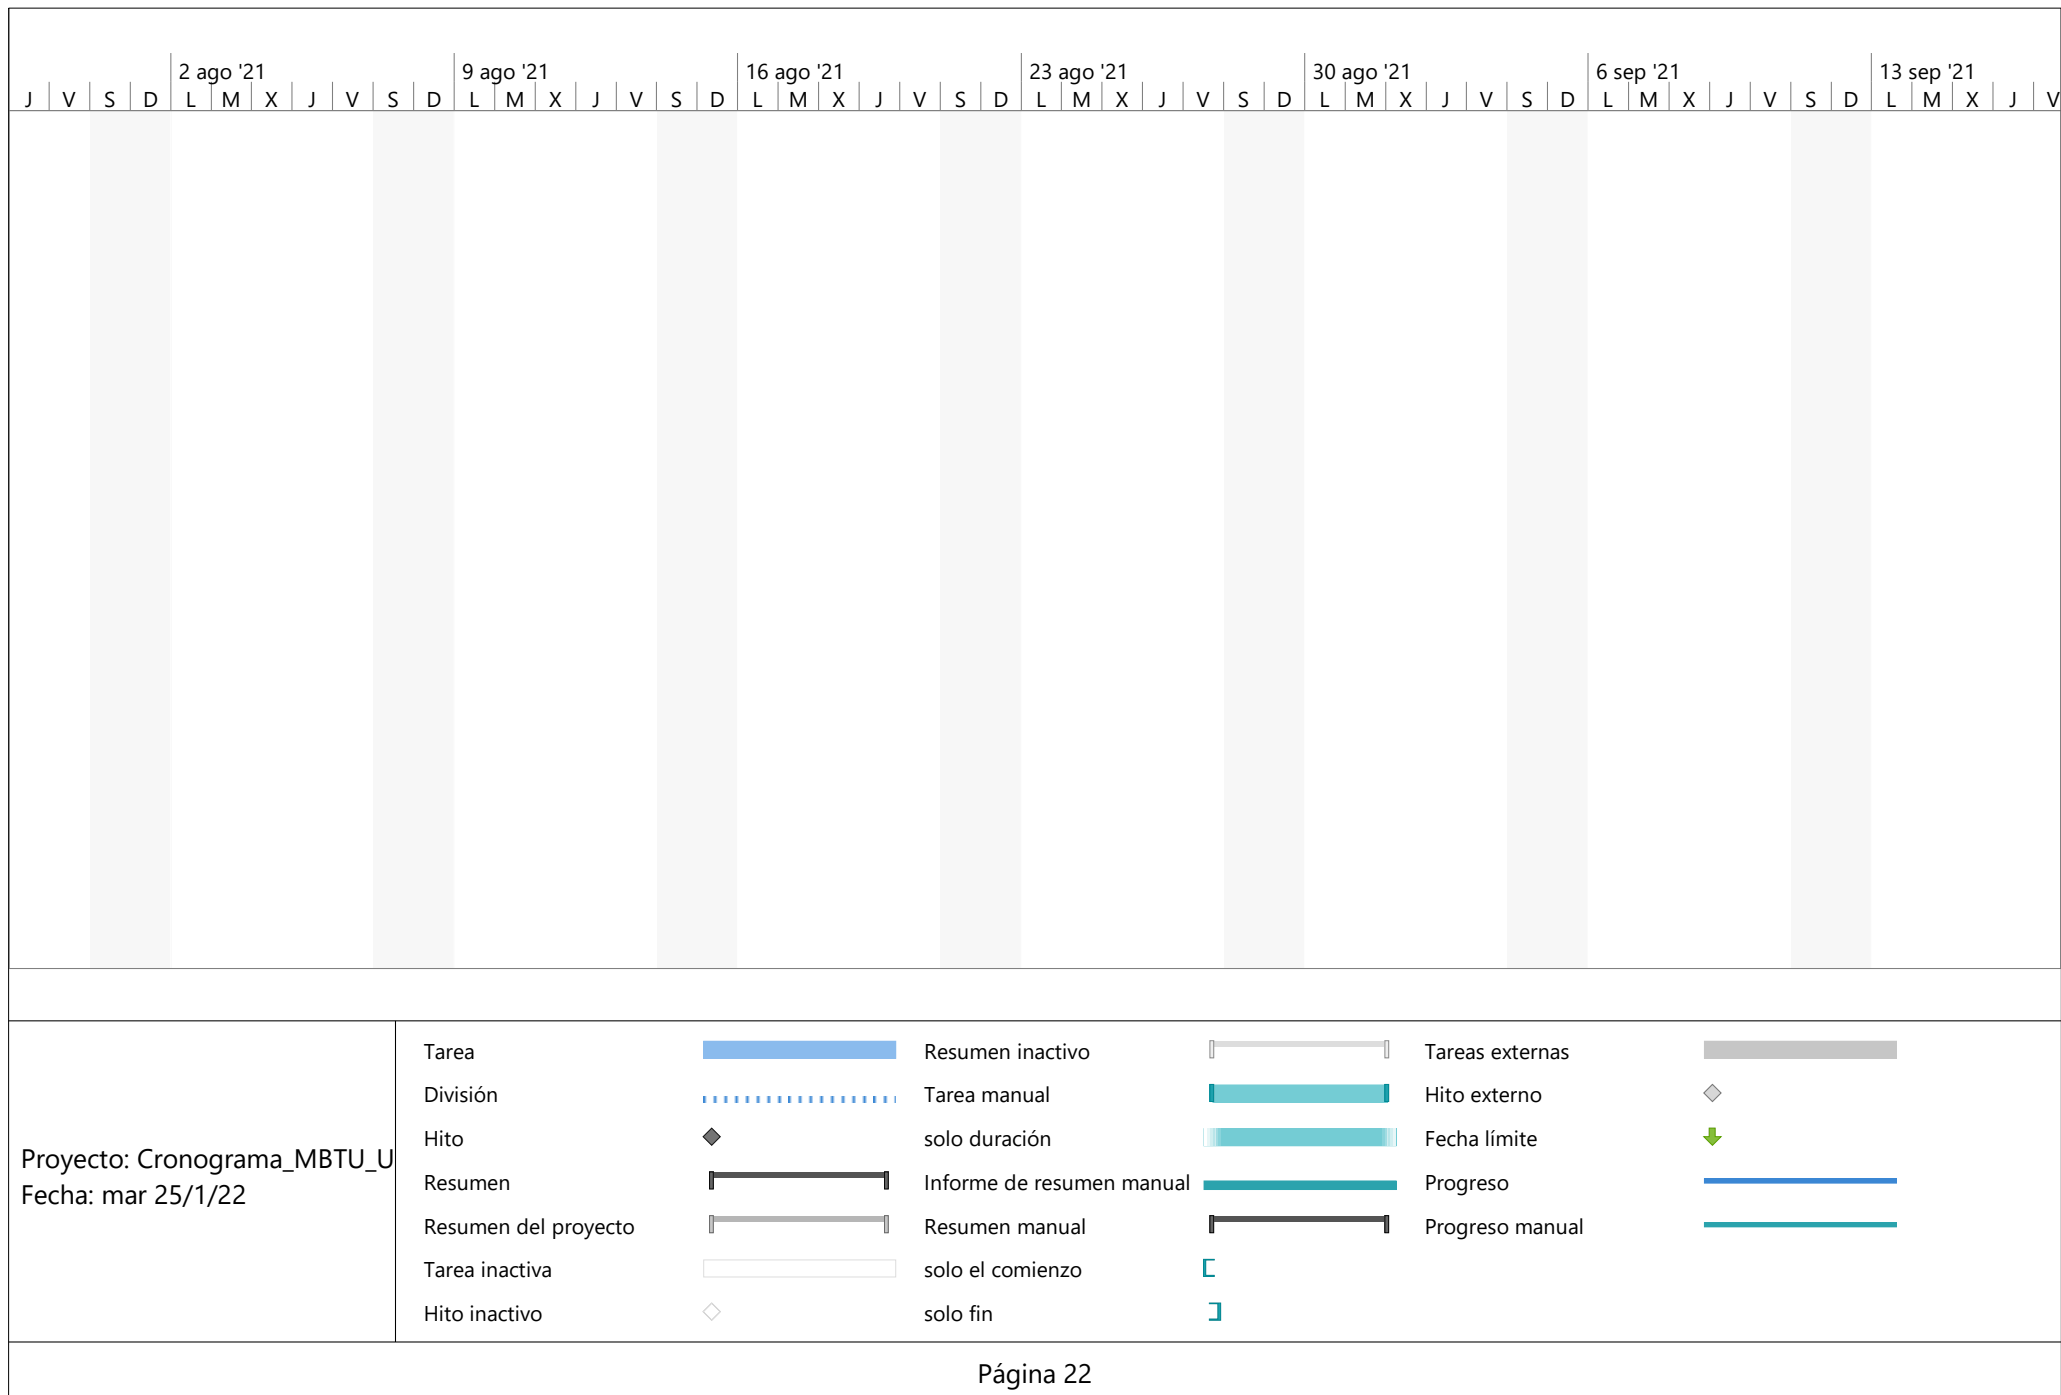 2 ago '21 9 ago '21 16 ago '21 23 ago '21 30 ago '21 6 sep '21 13 sep '21
J V S D L M X J V S D L M X J V S D L M X J V S D L M X J V S D L M X J V S D L M X J V S D L M X J V
Tarea Resumen inactivo Tareas externas
División Tarea manual Hito externo
Hito solo duración Fecha límite
Proyecto: Cronograma_MBTU_U
Resumen Informe de resumen manual Progreso
Fecha: mar 25/1/22
Resumen del proyecto Resumen manual Progreso manual
Tarea inactiva solo el comienzo
Hito inactivo solo fin
Página 22